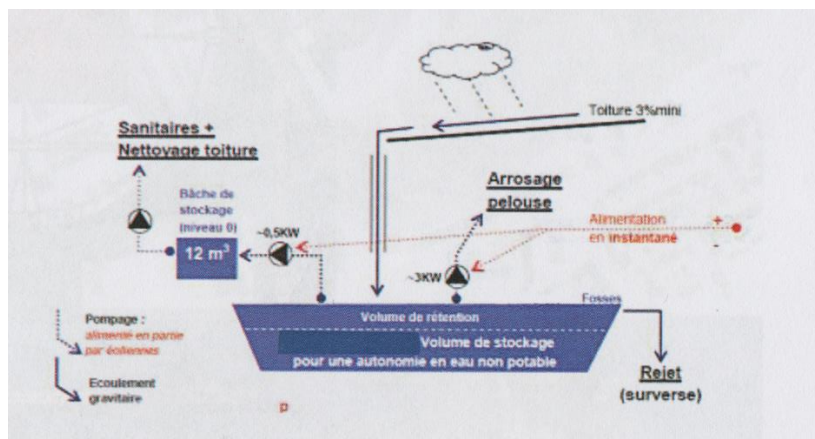 Toiture 3%mini
Sanitaires +
Nettoyage toiture
Bâche de
stockage
(niveau 0)
12 m³
~0,5KW
Arrosage
pelouse
Alimentation
en instantané
+
-
~3KW
Fosses
Volume de rétention
Volume de stockage
pour une autonomie en eau non potable
Pompage :
alimenté en partie
par éoliennes
Ecoulement
gravitaire
Rejet
(surverse)
p